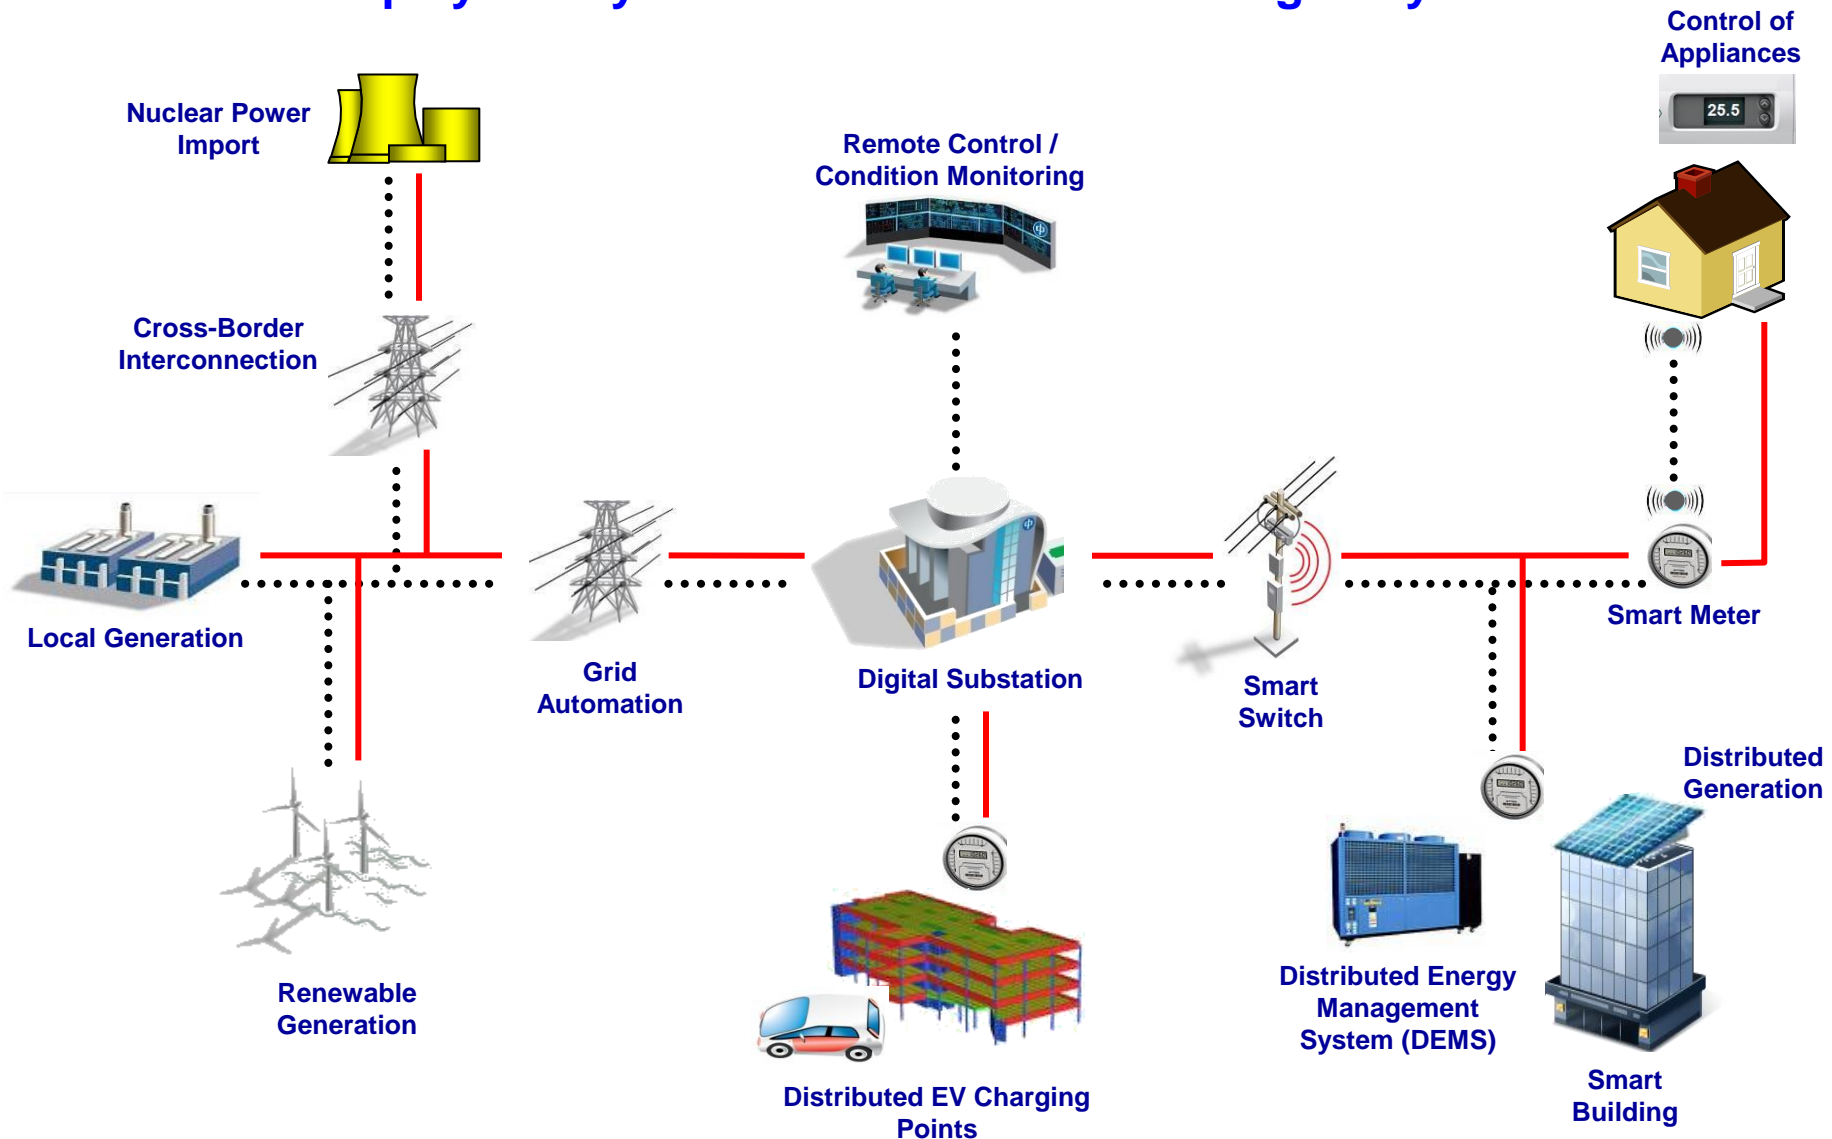 Control of
Appliances
25.5
Nuclear Power
Import
Remote Control /
Condition Monitoring
Cross-Border
Interconnection
Local Generation
Grid
Automation
Digital Substation
Smart
Switch
Smart Meter
Distributed
Generation
Renewable
Generation
Distributed Energy
Management
System (DEMS)
Smart
Building
Distributed EV Charging
Points